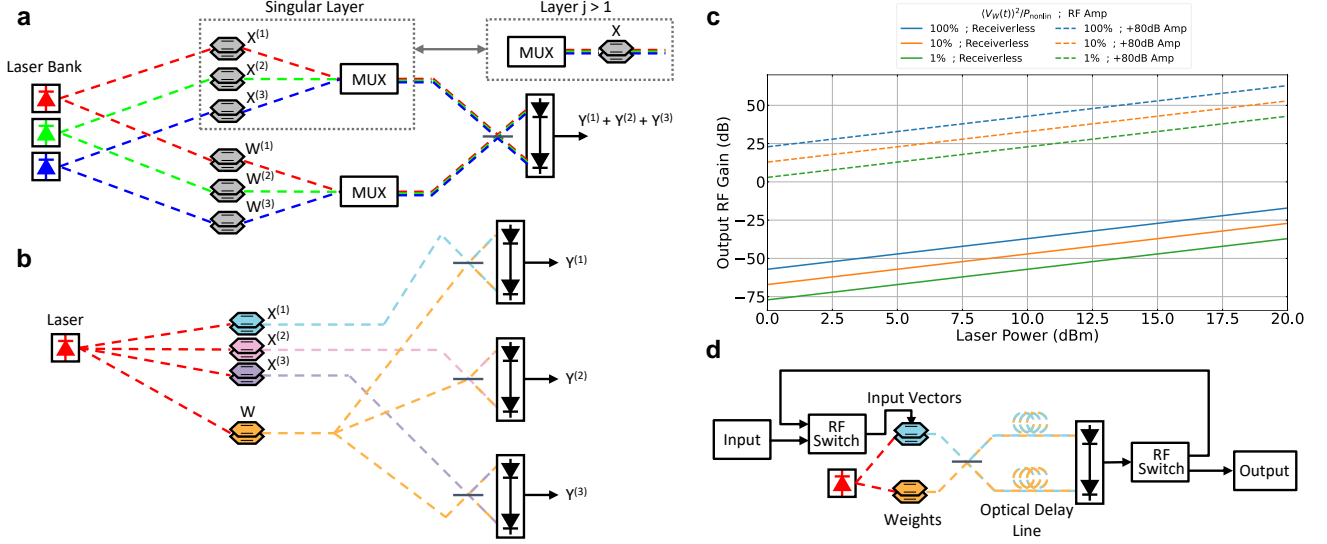 a
Singular Layer
Layer j > 1
Laser Bank
X(1)
X(2)
X(3)
MUX
MUX
X
W(1)
W(2)
W(3)
MUX
Y(1) + Y(2) + Y(3)
b
Laser
X(1)
X(2)
X(3)
W
Y(1)
Y(2)
Y(3)
c
⟨V_W(t)⟩²/P_nonlin ; RF Amp
100% ; Receiverless
10% ; Receiverless
1% ; Receiverless
100% ; +80dB Amp
10% ; +80dB Amp
1% ; +80dB Amp
Output RF Gain (dB)
50
25
0
−25
−50
−75
0.0 2.5 5.0 7.5 10.0 12.5 15.0 17.5 20.0
Laser Power (dBm)
d
Input
RF
Switch
Input Vectors
Weights
Optical Delay
Line
RF
Switch
Output